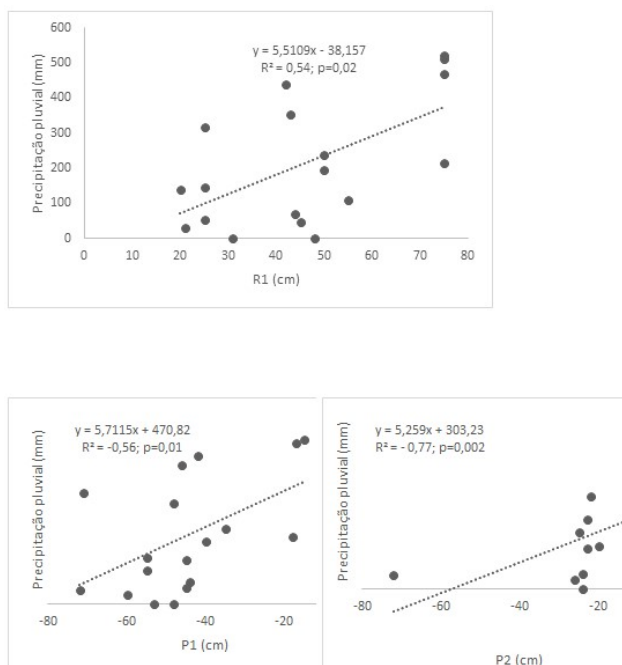 y = 5,5109x - 38,157
R² = 0,54; p=0,02
Precipitação pluvial (mm)
600
500
400
300
200
100
0
0 10 20 30 40 50 60 70 80
R1 (cm)
y = 5,7115x + 470,82
R² = -0,56; p=0,01
Precipitação pluvial (mm)
-80 -60 -40 -20
P1 (cm)
y = 5,259x + 303,23
R² = - 0,77; p=0,002
Precipitação pluvial (mm)
-80 -60 -40 -20
P2 (cm)